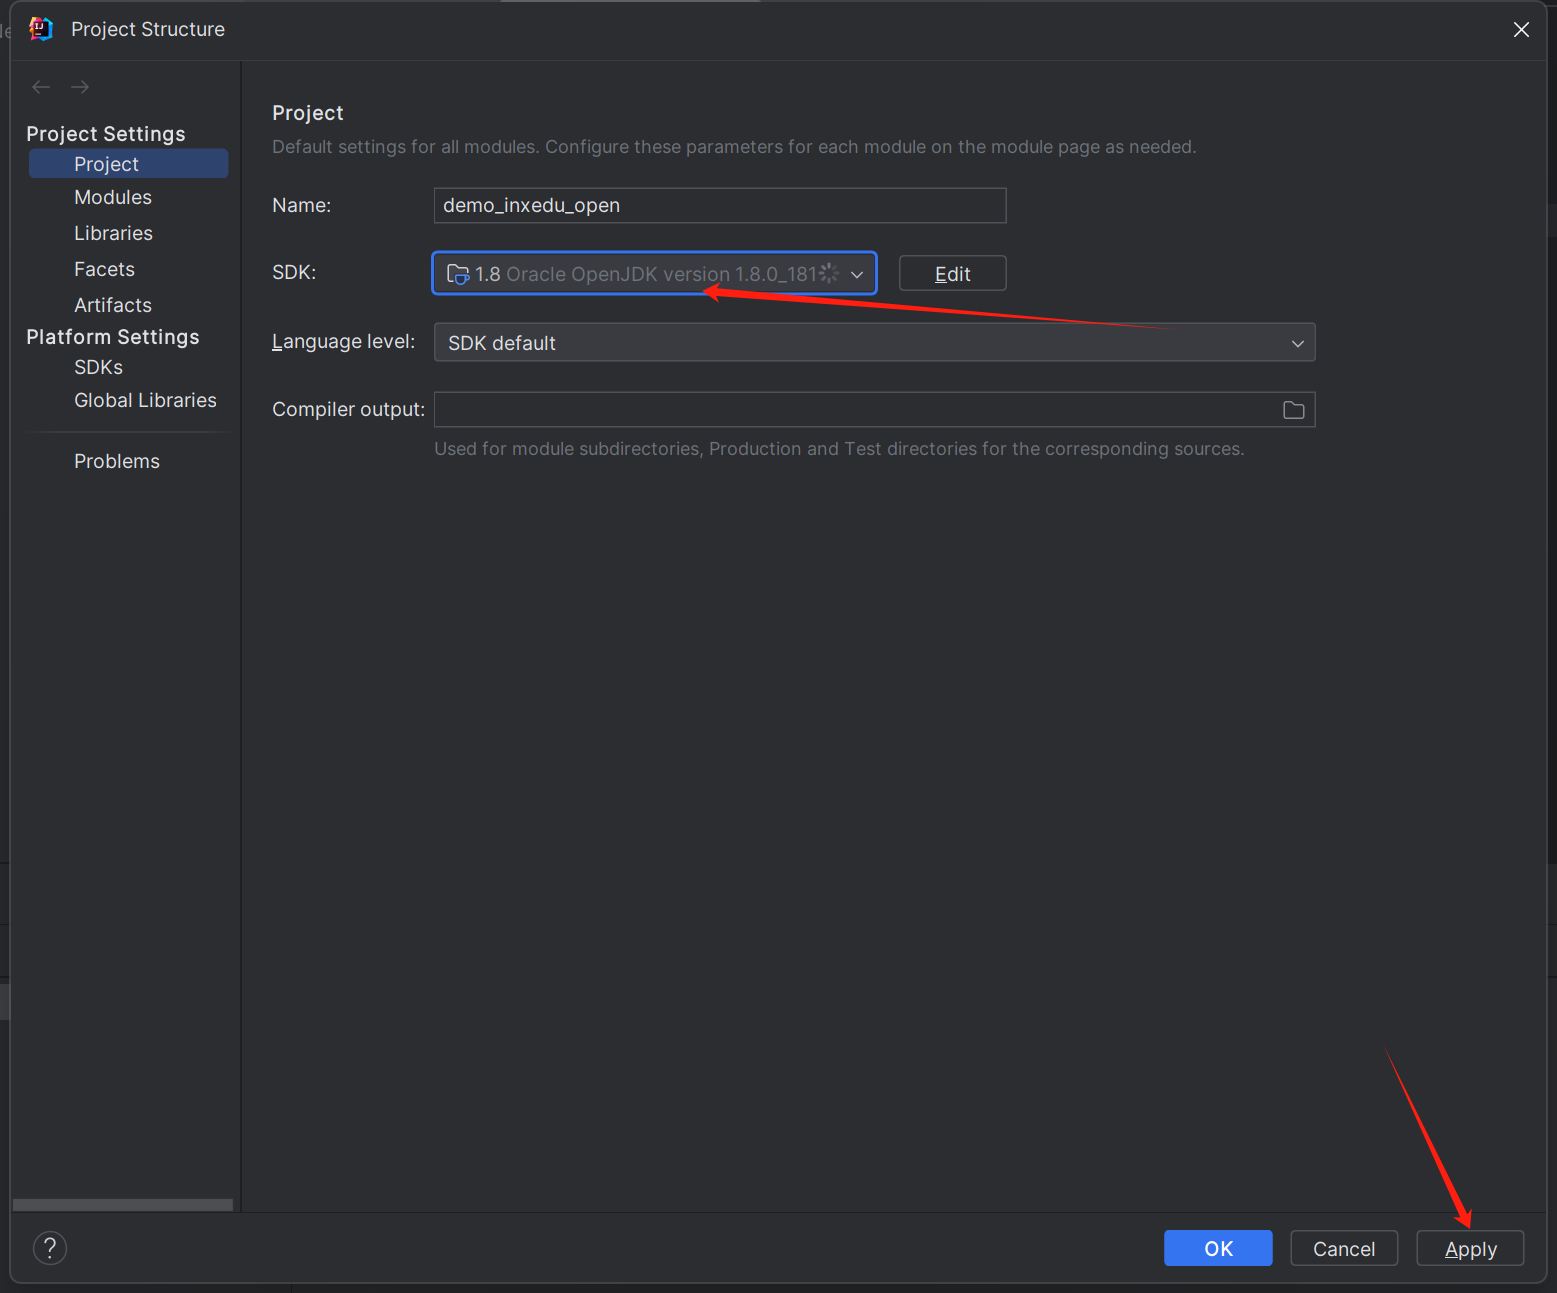 Project Structure
Project Settings
Project
Modules
Libraries
Facets
Artifacts
Platform Settings
SDKs
Global Libraries
Problems
Project
Default settings for all modules. Configure these parameters for each module on the module page as needed.
Name: demo_inxedu_open
SDK: 1.8 Oracle OpenJDK version 1.8.0_181 Edit
Language level: SDK default
Compiler output:
Used for module subdirectories, Production and Test directories for the corresponding sources.
? OK Cancel Apply